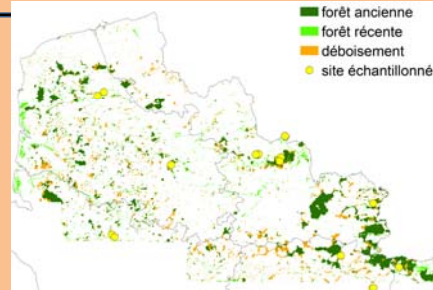 forêt ancienne
forêt récente
déboisement
site échantillonné